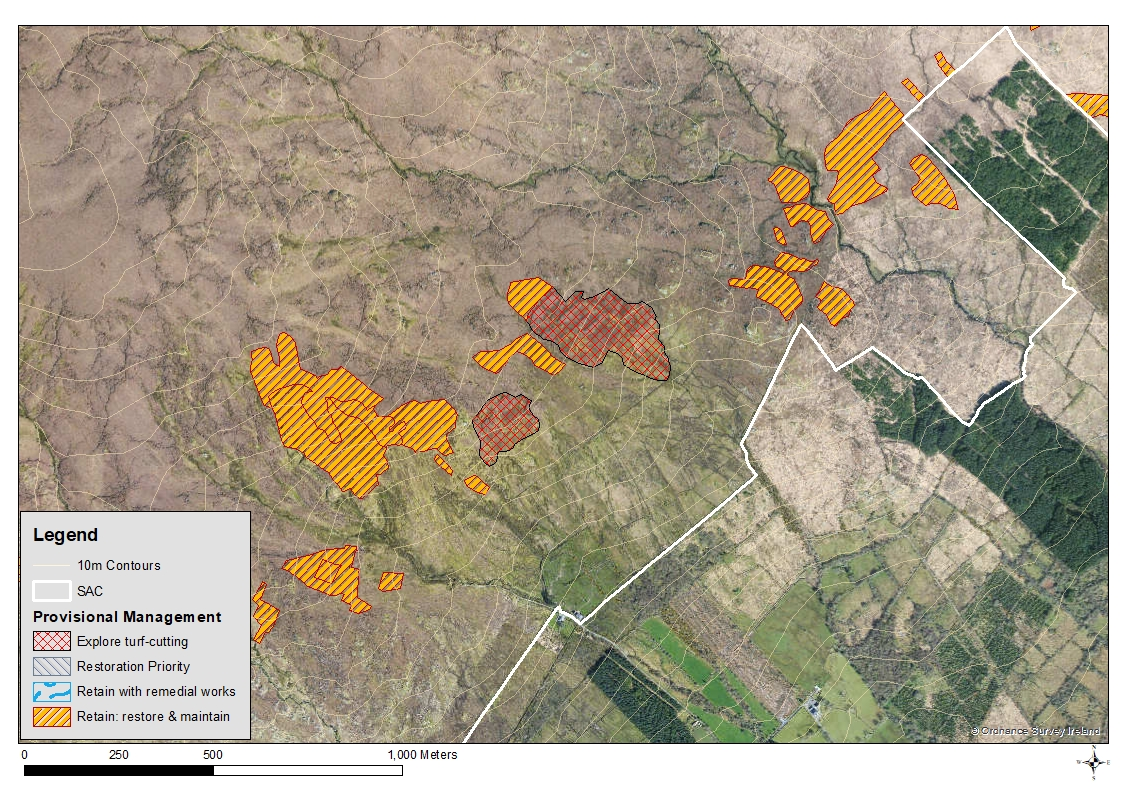 © Ordnance Survey Ireland
Legend
10m Contours
SAC
Provisional Management
Explore turf-cutting
Restoration Priority
Retain with remedial works
Retain: restore & maintain
0 250 500 1,000 Meters
N
W E
S